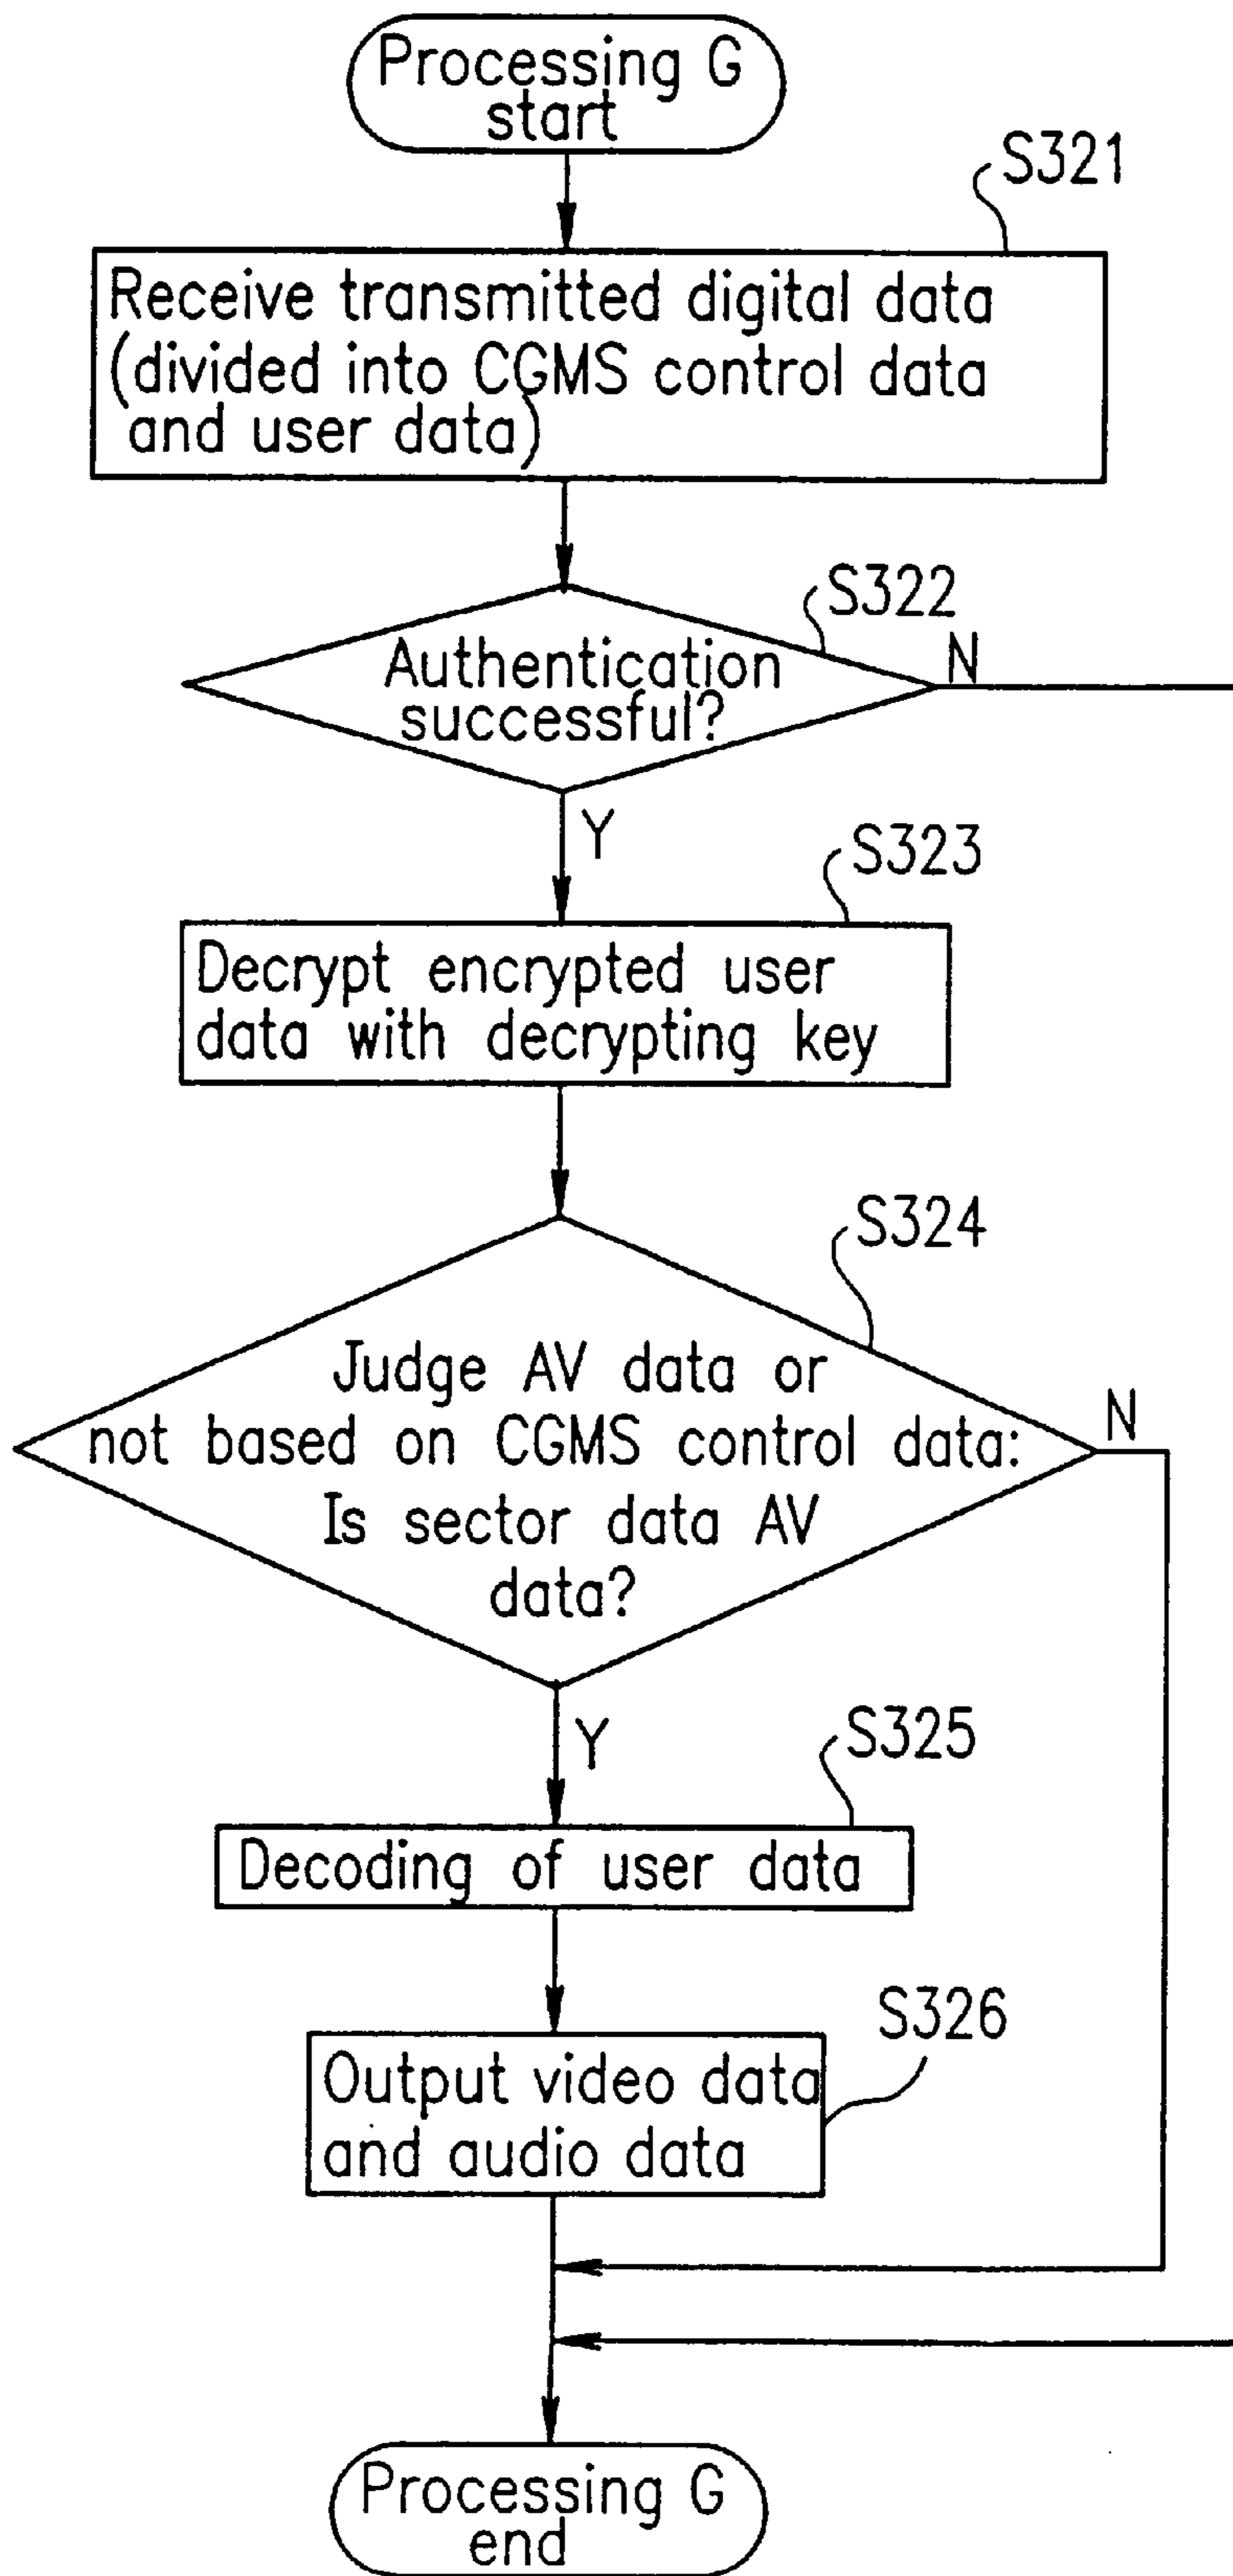 Processing G
start
S321
Receive transmitted digital data
(divided into CGMS control data
and user data)
S322
Authentication
successful?
N
Y
S323
Decrypt encrypted user
data with decrypting key
S324
Judge AV data or
not based on CGMS control data:
Is sector data AV
data?
N
Y
S325
Decoding of user data
S326
Output video data
and audio data
Processing G
end